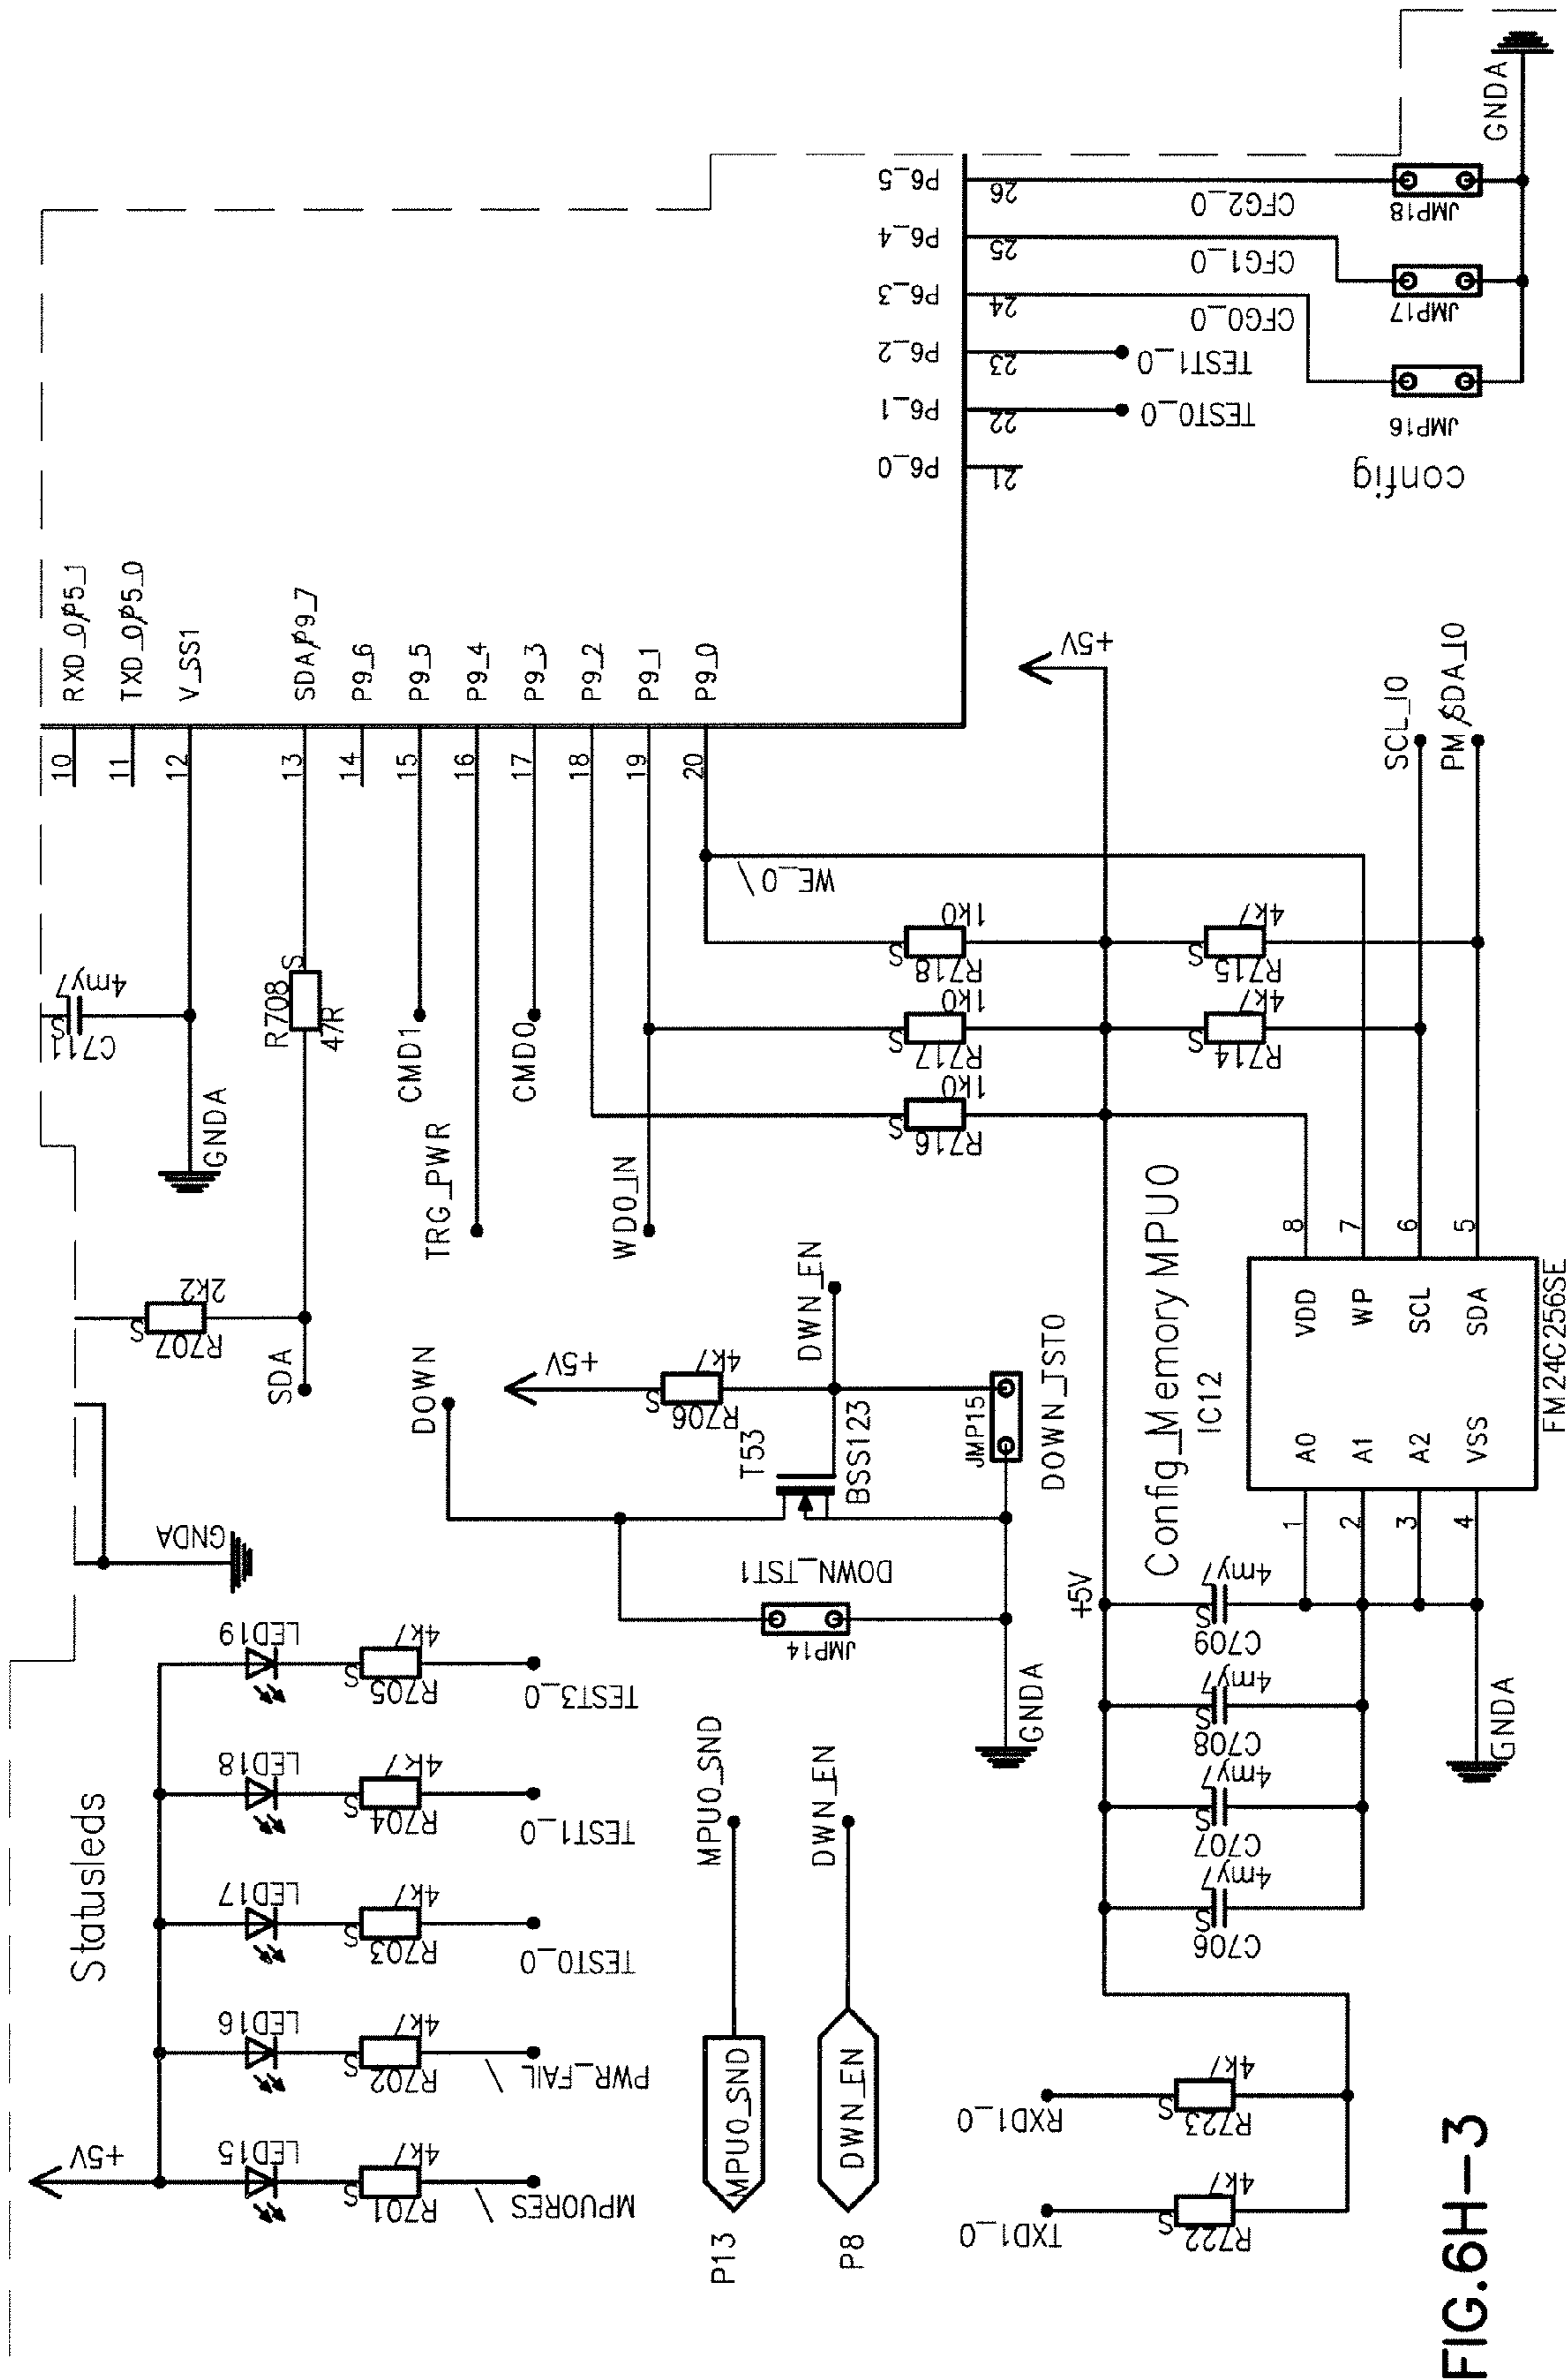 RXD_0/P5_1
TXD_0/P5_0
V_SS1
SDA/P9_7
P9_6
P9_5
P9_4
P9_3
P9_2
P9_1
P9_0
P6_5
P6_4
P6_3
P6_2
P6_1
P6_0
10
11
12
13
14
15
16
17
18
19
20
26
25
24
23
22
21
CFG2_0
CFG1_0
CFG0_0
TEST1_0
TEST0_0
GNDA
JMP18
JMP17
JMP16
config
C711
S
4my7
GNDA
R708
S
47R
CMD1
CMD0
TRG_PWR
WD0_IN
WE_0\
R707
S
2k2
SDA
GNDA
+5V
R718
S
1k0
R717
S
1k0
R716
S
1k0
R715
S
4k7
R714
S
4k7
SCL_IO
PM/SDA_IO
DOWN
+5V
R706
S
4k7
DWN_EN
T53
BSS123
JMP15
DOWN_TST0
DOWN_TST1
JMP14
GNDA
Config_Memory MPU0
IC12
8
7
6
5
VDD
WP
SCL
SDA
A0
A1
A2
VSS
1
2
3
4
FM24C256SE
+5V
C709
S
4my7
C708
S
4my7
C707
S
4my7
C706
S
4my7
GNDA
Statusleds
+5V
LED19
R705
S
4k7
TEST3_0
LED18
R704
S
4k7
TEST1_0
LED17
R703
S
4k7
TEST0_0
LED16
R702
S
4k7
PWR_FAIL \
LED15
R701
S
4k7
MPU0RES \
MPU0_SND
MPU0_SND
P13
DWN_EN
DWN_EN
P8
RXD1_0
R723
S
4k7
TXD1_0
R722
S
4k7
FIG.6H-3